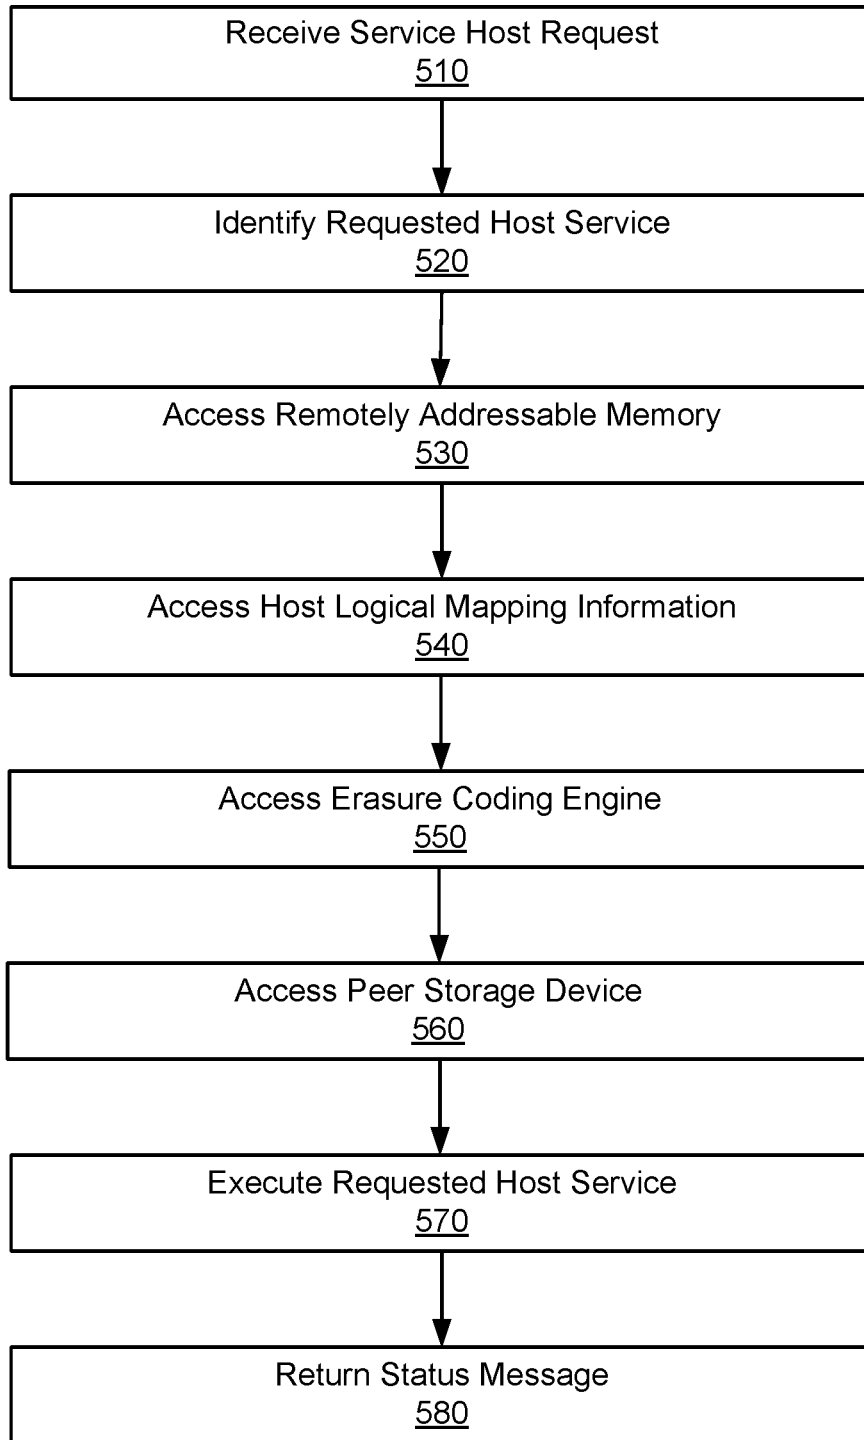 Receive Service Host Request
510
Identify Requested Host Service
520
Access Remotely Addressable Memory
530
Access Host Logical Mapping Information
540
Access Erasure Coding Engine
550
Access Peer Storage Device
560
Execute Requested Host Service
570
Return Status Message
580